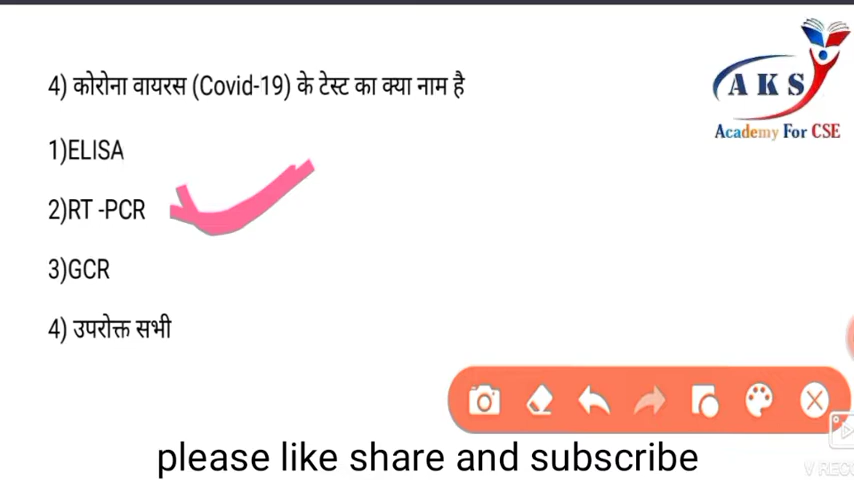 4) कोरोना वायरस (Covid-19) के टेस्ट का क्या नाम है
AKS
Academy For CSE
1)ELISA
2)RT -PCR
3)GCR
4) उपरोक्त सभी
please like share and subscribe